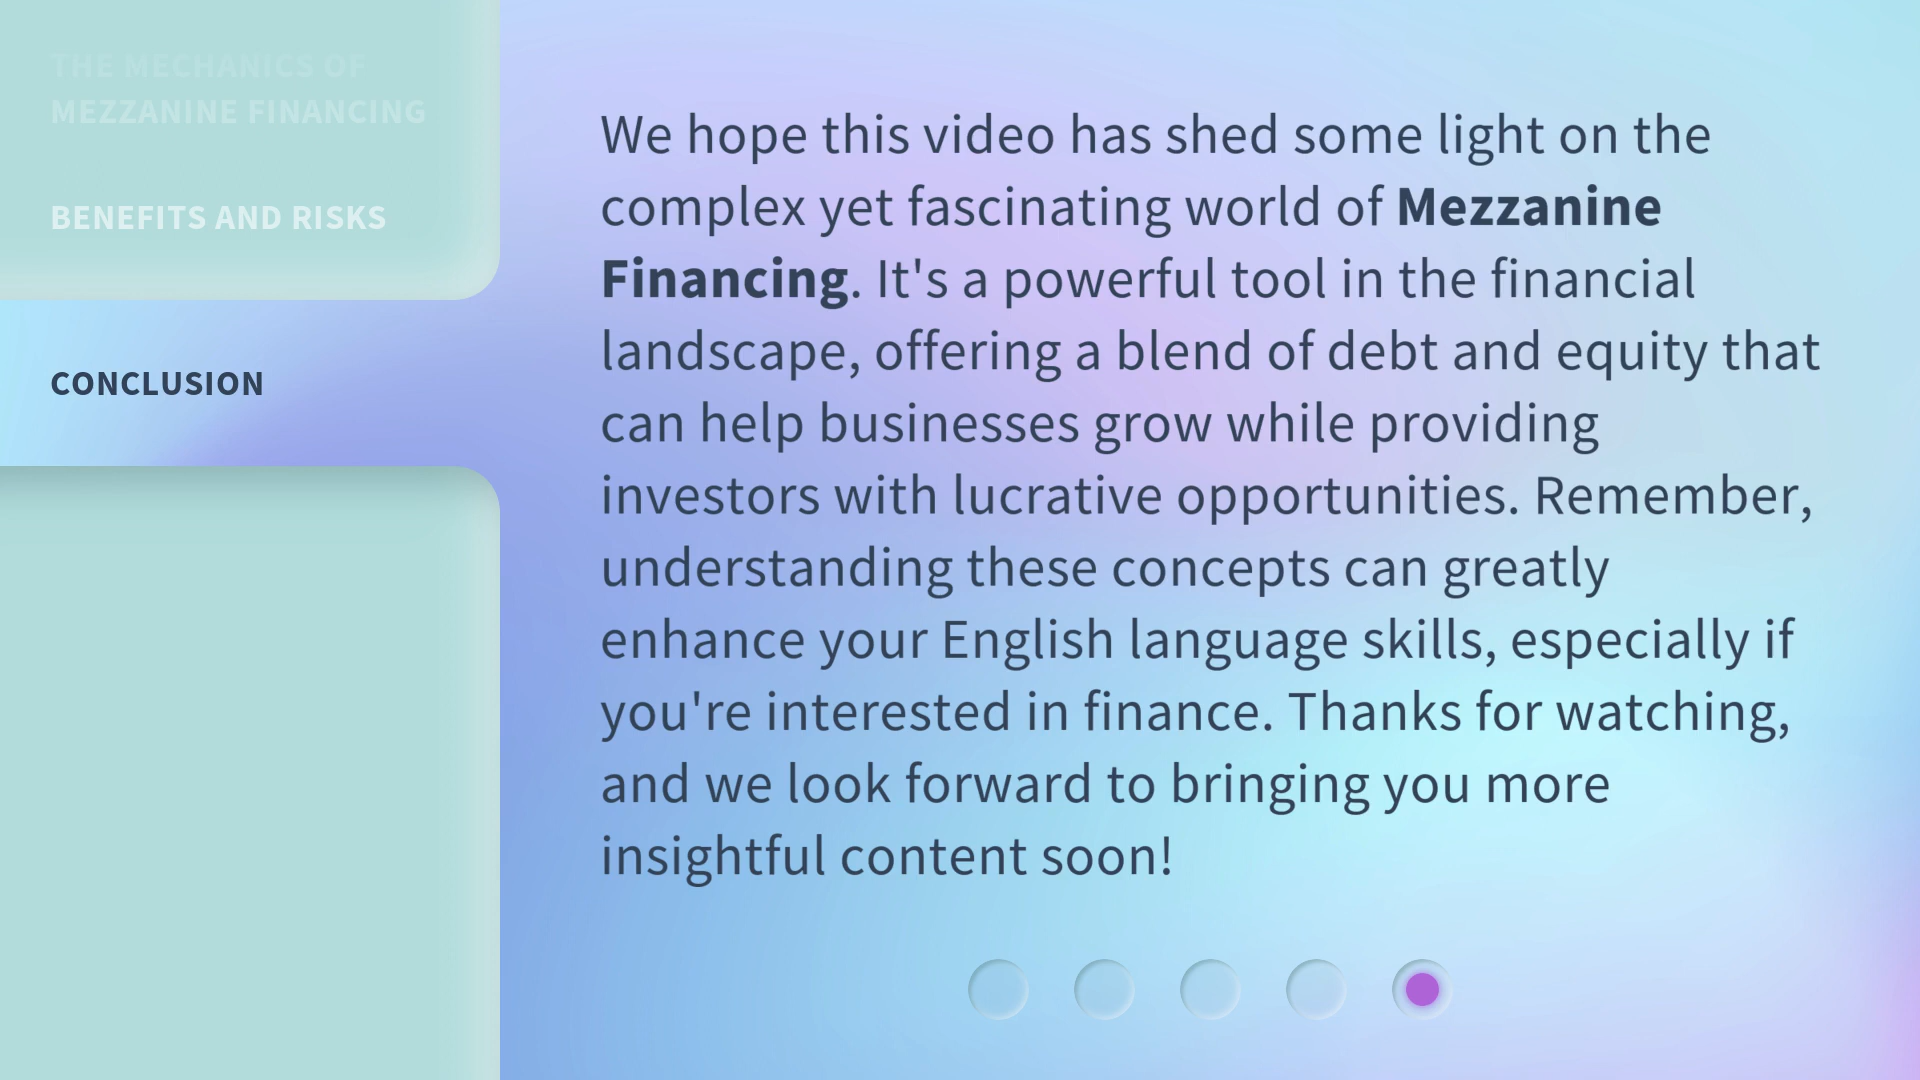 THE MECHANICS OF
MEZZANINE FINANCING
BENEFITS AND RISKS
CONCLUSION
We hope this video has shed some light on the
complex yet fascinating world of Mezzanine
Financing. It's a powerful tool in the financial
landscape, offering a blend of debt and equity that
can help businesses grow while providing
investors with lucrative opportunities. Remember,
understanding these concepts can greatly
enhance your English language skills, especially if
you're interested in finance. Thanks for watching,
and we look forward to bringing you more
insightful content soon!